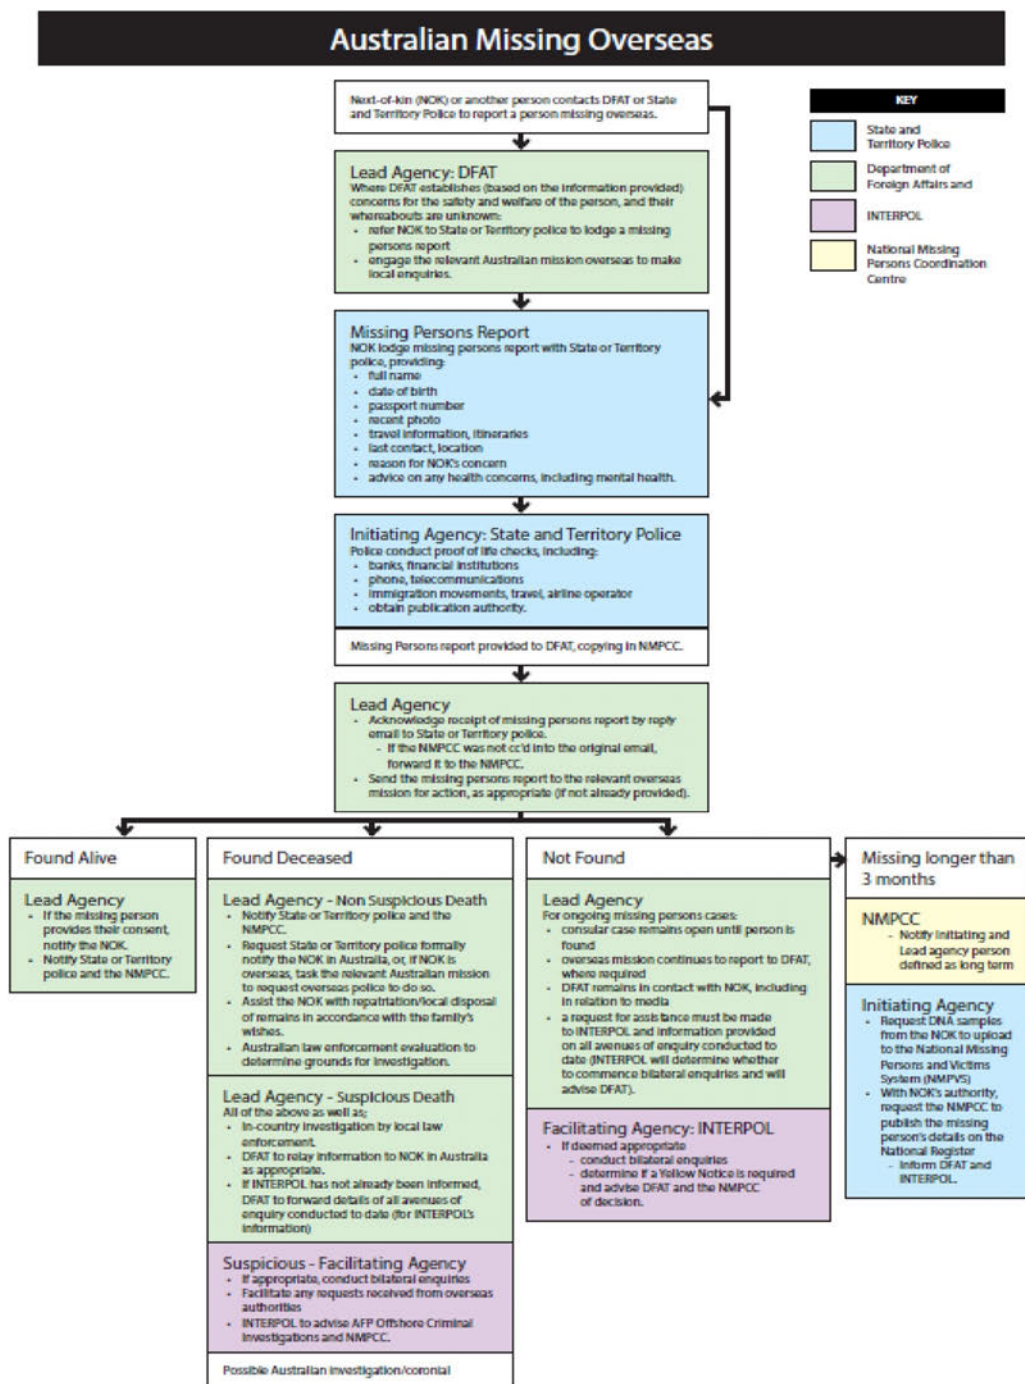 Australian Missing Overseas
Next-of-kin (NOK) or another person contacts DFAT or State
and Territory Police to report a person missing overseas.
KEY
State and
Territory Police
Department of
Foreign Affairs and
INTERPOL
National Missing
Persons Coordination
Centre
Lead Agency: DFAT
Where DFAT establishes (based on the information provided)
concerns for the safety and welfare of the person, and their
whereabouts are unknown:
• refer NOK to State or Territory police to lodge a missing
persons report
• engage the relevant Australian mission overseas to make
local enquiries.
Missing Persons Report
NOK lodge missing persons report with State or Territory
police, providing:
• full name
• date of birth
• passport number
• recent photo
• travel information, itineraries
• last contact, location
• reason for NOK's concern
• advice on any health concerns, including mental health.
Initiating Agency: State and Territory Police
Police conduct proof of life checks, including:
• banks, financial institutions
• phone, telecommunications
• immigration movements, travel, airline operator
• obtain publication authority.
Missing Persons report provided to DFAT, copying in NMPCC.
Lead Agency
• Acknowledge receipt of missing persons report by reply
email to State or Territory police.
- If the NMPCC was not cc'd into the original email,
forward it to the NMPCC.
• Send the missing persons report to the relevant overseas
mission for action, as appropriate (if not already provided).
Found Alive
Lead Agency
• If the missing person
provides their consent,
notify the NOK.
• Notify State or Territory
police and the NMPCC.
Found Deceased
Lead Agency - Non Suspicious Death
• Notify State or Territory police and the
NMPCC.
• Request State or Territory police formally
notify the NOK in Australia, or, if NOK is
overseas, task the relevant Australian mission
to request overseas police to do so.
• Assist the NOK with repatriation/local disposal
of remains in accordance with the family's
wishes.
• Australian law enforcement evaluation to
determine grounds for investigation.
Lead Agency - Suspicious Death
All of the above as well as;
• In-country investigation by local law
enforcement.
• DFAT to relay information to NOK in Australia
as appropriate.
• If INTERPOL has not already been informed,
DFAT to forward details of all avenues of
enquiry conducted to date (for INTERPOL's
information)
Suspicious - Facilitating Agency
• If appropriate, conduct bilateral enquiries
• Facilitate any requests received from overseas
authorities
• INTERPOL to advise AFP Offshore Criminal
Investigations and NMPCC.
Possible Australian investigation/coronial
Not Found
Lead Agency
For ongoing missing persons cases:
• consular case remains open until person is
found
• overseas mission continues to report to DFAT,
where required
• DFAT remains in contact with NOK, including
in relation to media
• a request for assistance must be made
to INTERPOL and information provided
on all avenues of enquiry conducted to
date (INTERPOL will determine whether
to commence bilateral enquiries and will
advise DFAT).
Facilitating Agency: INTERPOL
• If deemed appropriate
- conduct bilateral enquiries
- determine if a Yellow Notice is required
and advise DFAT and the NMPCC
of decision.
Missing longer than
3 months
NMPCC
- Notify Initiating and
Lead agency person
defined as long term
Initiating Agency
• Request DNA samples
from the NOK to upload
to the National Missing
Persons and Victims
System (NMPVS)
• With NOK's authority,
request the NMPCC to
publish the missing
person's details on the
National Register
- Inform DFAT and
INTERPOL.